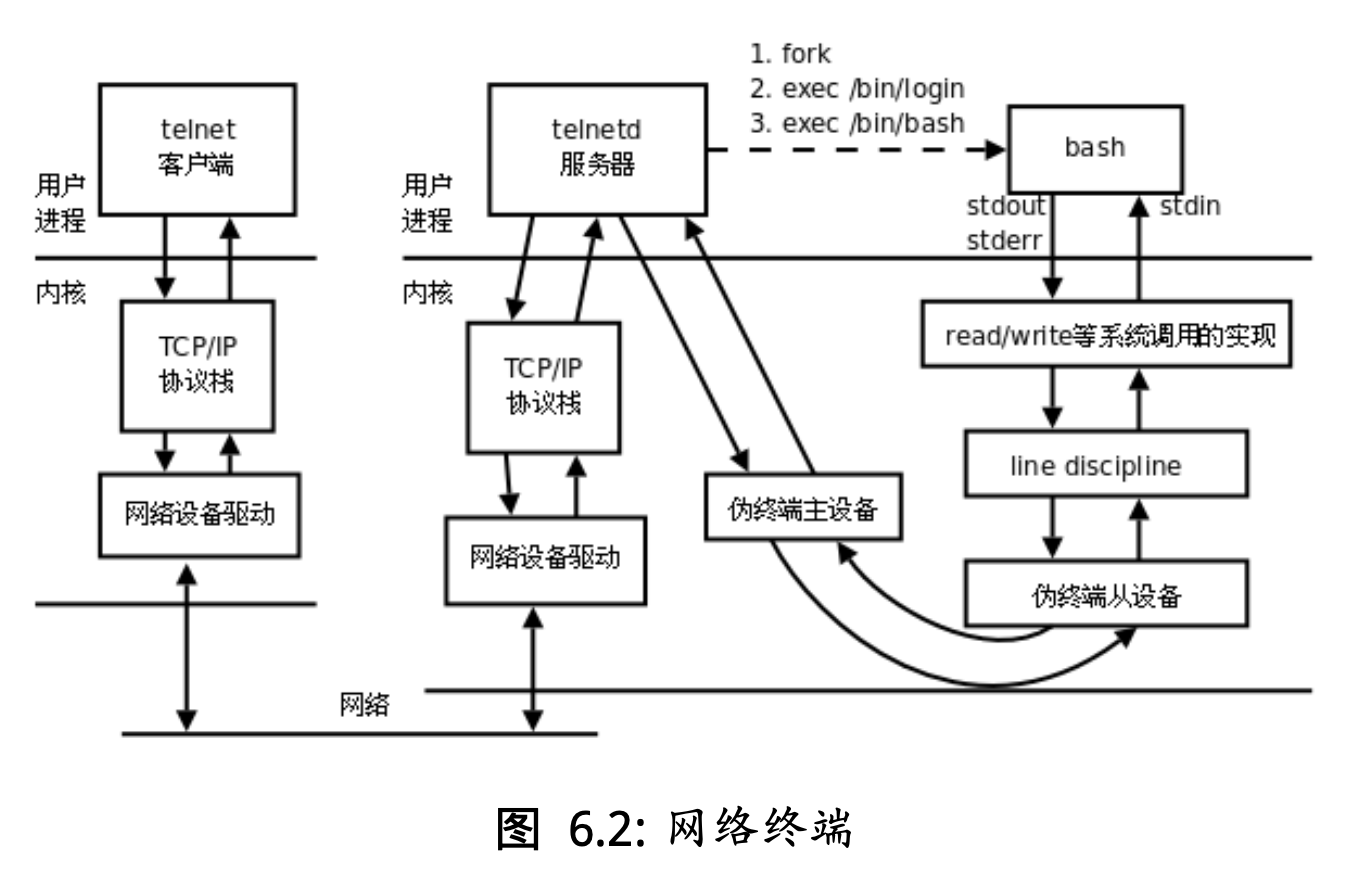 1. fork
2. exec /bin/login
3. exec /bin/bash
telnet
客户端
telnetd
服务器
bash
用户
进程
用户
进程
stdout
stderr
stdin
内核
内核
TCP/IP
协议栈
TCP/IP
协议栈
read/write等系统调用的实现
line discipline
网络设备驱动
网络设备驱动
伪终端主设备
伪终端从设备
网络
图 6.2: 网络终端